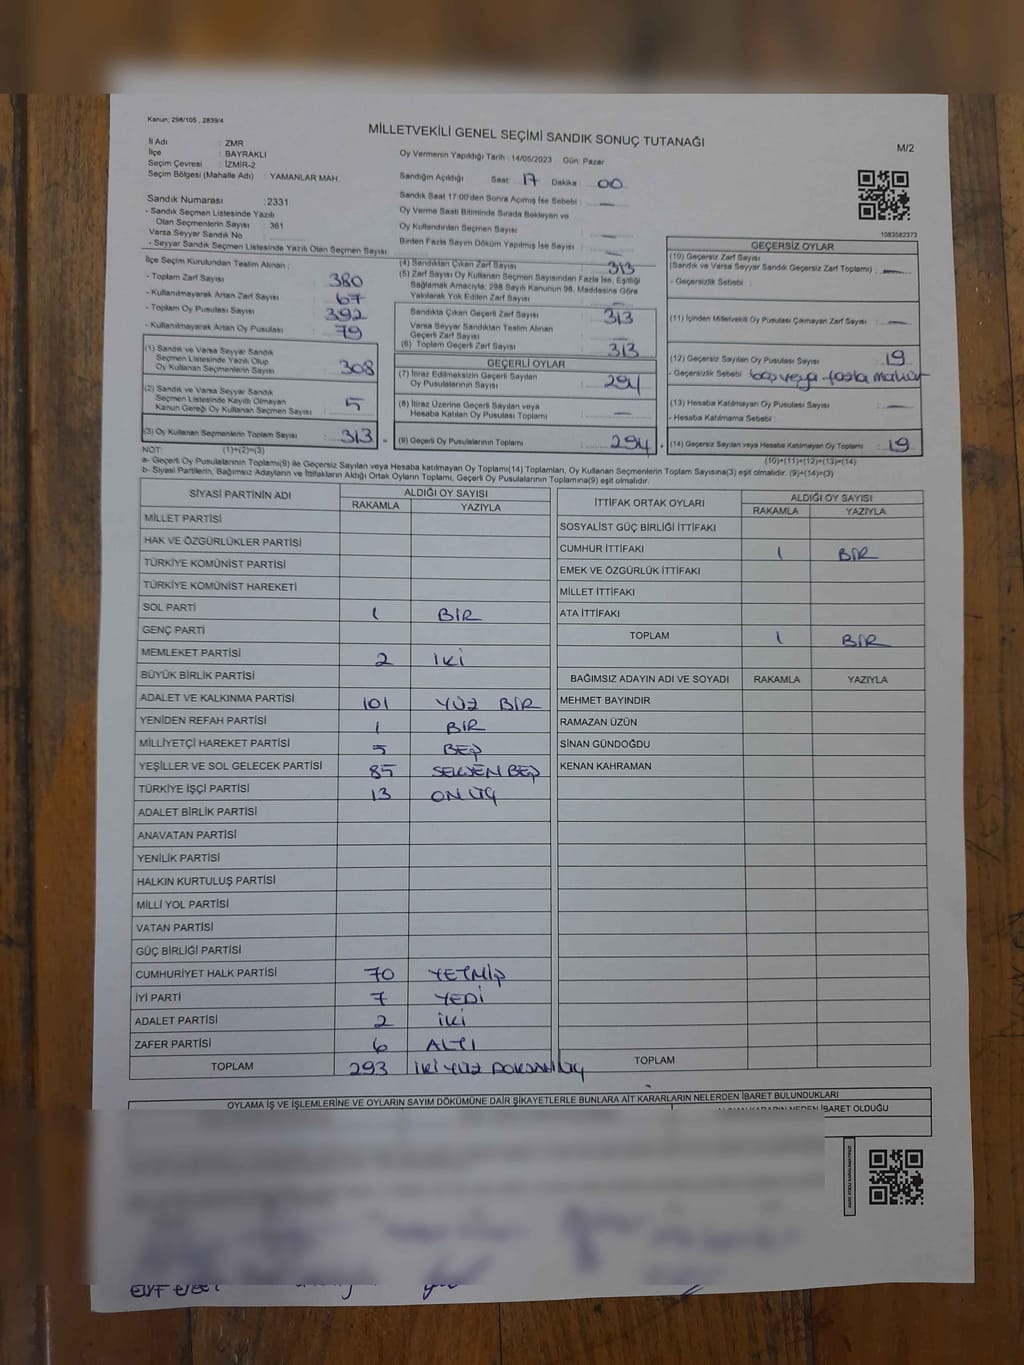 Kanun; 298/105 , 2839/4
MİLLETVEKİLİ GENEL SEÇİMİ SANDIK SONUÇ TUTANAĞI
M/2
İl Adı : ZMR
İlçe : BAYRAKLI
Seçim Çevresi : İZMİR-2
Seçim Bölgesi (Mahalle Adı) : YAMANLAR MAH.
Sandık Numarası : 2331
- Sandık Seçmen Listesinde Yazılı
Olan Seçmenlerin Sayısı : 361
Varsa Seyyar Sandık No
- Seyyar Sandık Seçmen Listesinde Yazılı Olan Seçmen Sayısı
Oy Vermenin Yapıldığı Tarih : 14/05/2023 Gün: Pazar
Sandığın Açıldığı Saat: 17 Dakika : 00
Sandık Saat 17:00'den Sonra Açılmış İse Sebebi : —
Oy Verme Saati Bitiminde Sırada Bekleyen ve
Oy Kullandırılan Seçmen Sayısı : —
Birden Fazla Sayım Döküm Yapılmış İse Sayısı : —
1083582373
İlçe Seçim Kurulundan Teslim Alınan :
- Toplam Zarf Sayısı : 380
- Kullanılmayarak Artan Zarf Sayısı : 67
- Toplam Oy Pusulası Sayısı : 392
- Kullanılmayarak Artan Oy Pusulası : 79
(1) Sandık ve Varsa Seyyar Sandık
Seçmen Listesinde Yazılı Olup
Oy Kullanan Seçmenlerin Sayısı : 308
(2) Sandık ve Varsa Seyyar Sandık
Seçmen Listesinde Kayıtlı Olmayan
Kanun Gereği Oy Kullanan Seçmen Sayısı : 5
(3) Oy Kullanan Seçmenlerin Toplam Sayısı : 313
(4) Sandıktan Çıkan Zarf Sayısı : 313
(5) Zarf Sayısı Oy Kullanan Seçmen Sayısından Fazla İse, Eşitliği
Sağlamak Amacıyla; 298 Sayılı Kanunun 98. Maddesine Göre
Yakılarak Yok Edilen Zarf Sayısı : —
Sandıkta Çıkan Geçerli Zarf Sayısı : 313
Varsa Seyyar Sandıktan Teslim Alınan
Geçerli Zarf Sayısı : —
(6) Toplam Geçerli Zarf Sayısı : 313
GEÇERLİ OYLAR
(7) İtiraz Edilmeksizin Geçerli Sayılan
Oy Pusulalarının Sayısı : 294
(8) İtiraz Üzerine Geçerli Sayılan veya
Hesaba Katılan Oy Pusulası Toplamı : —
(9) Geçerli Oy Pusulalarının Toplamı : 294
GEÇERSİZ OYLAR
(10) Geçersiz Zarf Sayısı
(Sandık ve Varsa Seyyar Sandık Geçersiz Zarf Toplamı) : —
- Geçersizlik Sebebi :
(11) İçinden Milletvekili Oy Pusulası Çıkmayan Zarf Sayısı : —
(12) Geçersiz Sayılan Oy Pusulası Sayısı : 19
- Geçersizlik Sebebi : boş veya fazla mühür
(13) Hesaba Katılmayan Oy Pusulası Sayısı : —
- Hesaba Katılmama Sebebi :
(14) Geçersiz Sayılan veya Hesaba Katılmayan Oy Toplamı : 19
NOT: (1)+(2)=(3) (10)+(11)+(12)+(13)=(14)
a- Geçerli Oy Pusulalarının Toplamı(9) ile Geçersiz Sayılan veya Hesaba katılmayan Oy Toplamı(14) Toplamları, Oy Kullanan Seçmenlerin Toplam Sayısına(3) eşit olmalıdır. (9)+(14)=(3)
b- Siyasi Partilerin, Bağımsız Adayların ve İttifakların Aldığı Ortak Oyların Toplamı, Geçerli Oy Pusulalarının Toplamına(9) eşit olmalıdır.
SİYASİ PARTİNİN ADI ALDIĞI OY SAYISI
RAKAMLA YAZIYLA
MİLLET PARTİSİ
HAK VE ÖZGÜRLÜKLER PARTİSİ
TÜRKİYE KOMÜNİST PARTİSİ
TÜRKİYE KOMÜNİST HAREKETİ
SOL PARTİ 1 BİR
GENÇ PARTİ
MEMLEKET PARTİSİ 2 İKİ
BÜYÜK BİRLİK PARTİSİ
ADALET VE KALKINMA PARTİSİ 101 YÜZ BİR
YENİDEN REFAH PARTİSİ 1 BİR
MİLLİYETÇİ HAREKET PARTİSİ 5 BEŞ
YEŞİLLER VE SOL GELECEK PARTİSİ 85 SEKSEN BEŞ
TÜRKİYE İŞÇİ PARTİSİ 13 ON ÜÇ
ADALET BİRLİK PARTİSİ
ANAVATAN PARTİSİ
YENİLİK PARTİSİ
HALKIN KURTULUŞ PARTİSİ
MİLLİ YOL PARTİSİ
VATAN PARTİSİ
GÜÇ BİRLİĞİ PARTİSİ
CUMHURİYET HALK PARTİSİ 70 YETMİŞ
İYİ PARTİ 7 YEDİ
ADALET PARTİSİ 2 İKİ
ZAFER PARTİSİ 6 ALTI
TOPLAM 293 İKİ YÜZ DOKSAN ÜÇ
İTTİFAK ORTAK OYLARI ALDIĞI OY SAYISI
RAKAMLA YAZIYLA
SOSYALİST GÜÇ BİRLİĞİ İTTİFAKI
CUMHUR İTTİFAKI 1 BİR
EMEK VE ÖZGÜRLÜK İTTİFAKI
MİLLET İTTİFAKI
ATA İTTİFAKI
TOPLAM 1 BİR
BAĞIMSIZ ADAYIN ADI VE SOYADI RAKAMLA YAZIYLA
MEHMET BAYINDIR
RAMAZAN ÜZÜN
SİNAN GÜNDOĞDU
KENAN KAHRAMAN
TOPLAM
OYLAMA İŞ VE İŞLEMLERİNE VE OYLARIN SAYIM DÖKÜMÜNE DAİR ŞİKAYETLERLE BUNLARA AİT KARARLARIN NELERDEN İBARET BULUNDUKLARI
KARARIN NEDEN İBARET OLDUĞU